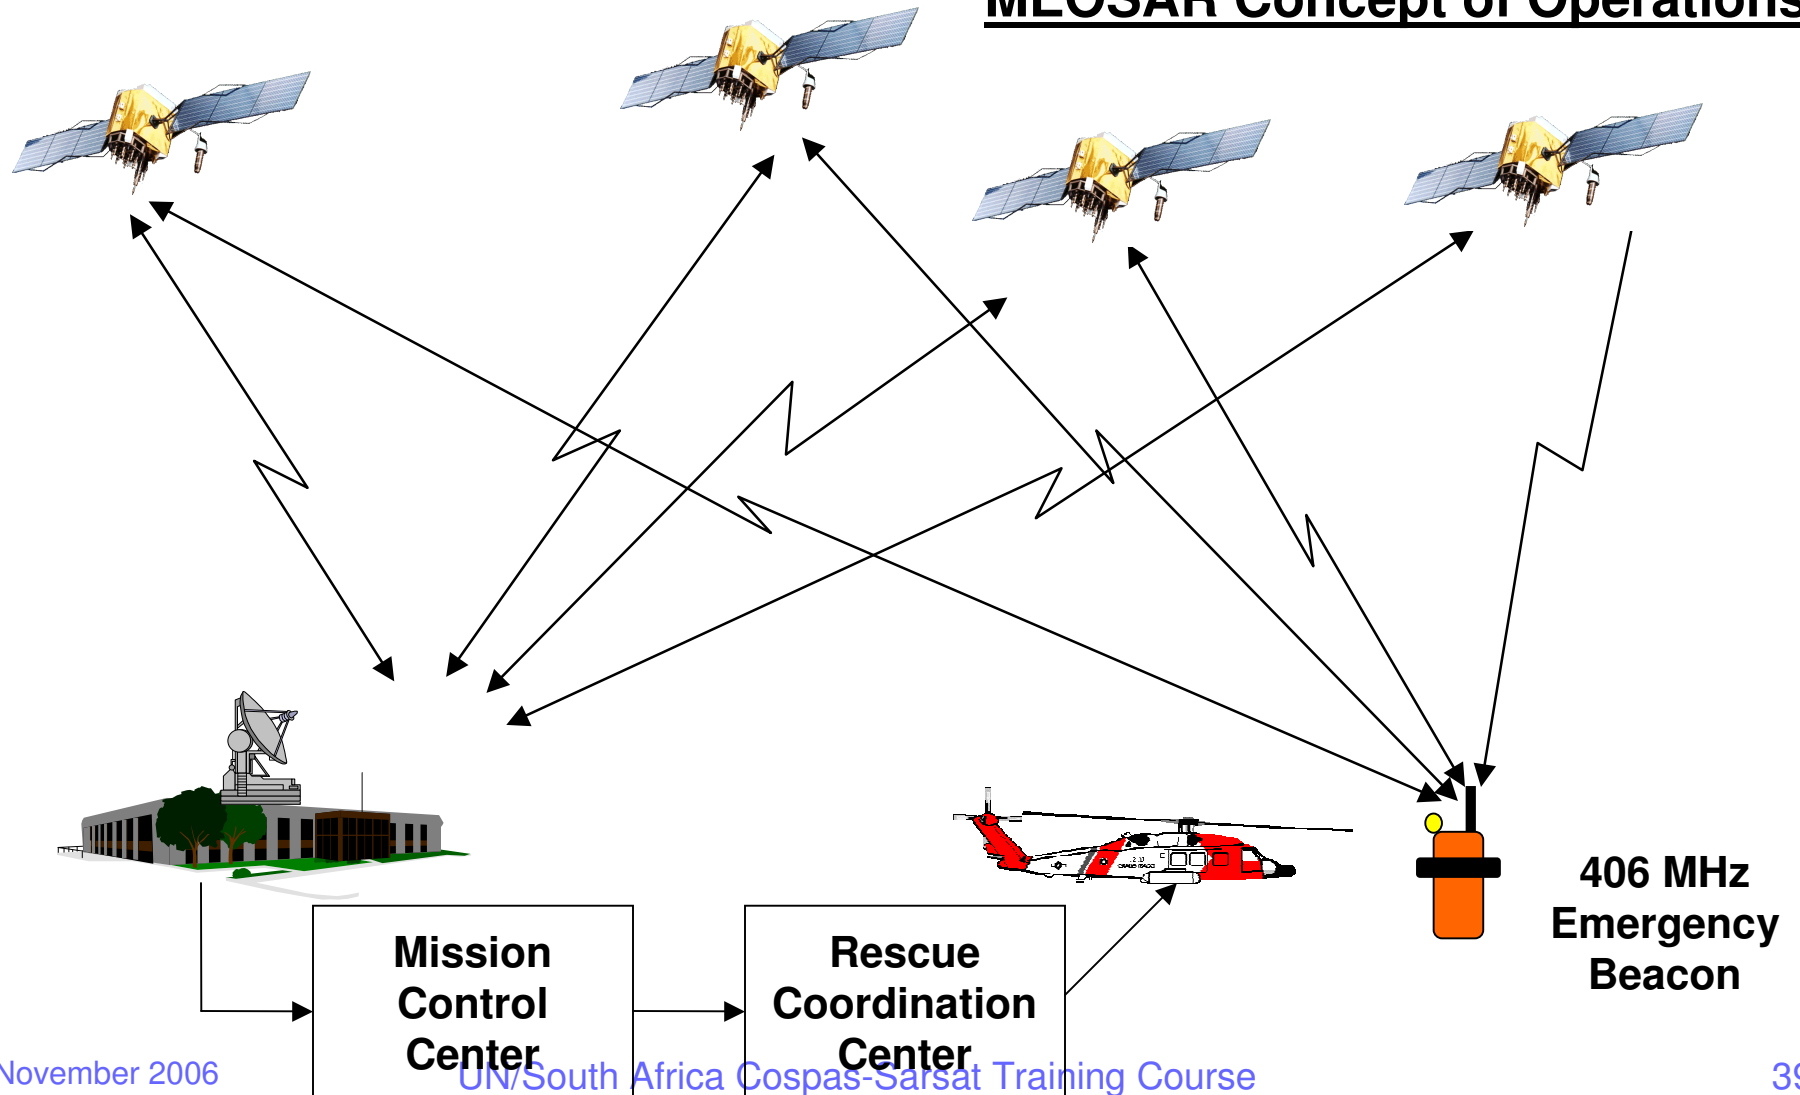 MEOSAR Concept of Operations
406 MHz
Emergency
Beacon
Mission
Control
Center
Rescue
Coordination
Center
November 2006
UN/South Africa Cospas-Sarsat Training Course
39